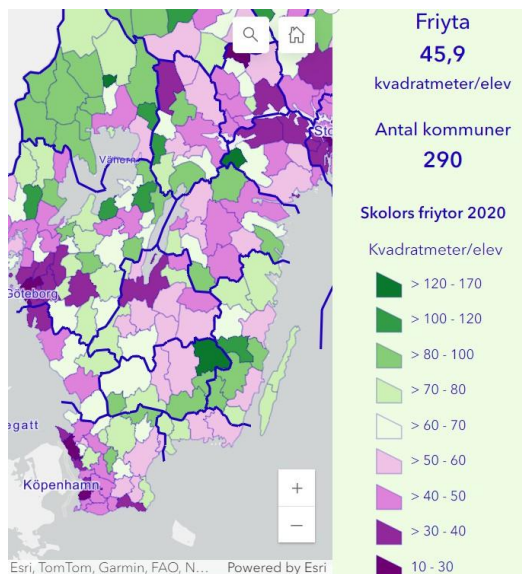 Vänern
Sto
Göteborg
egatt
Köpenhamn
+
−
Esri, TomTom, Garmin, FAO, N... Powered by Esri
Friyta
45,9
kvadratmeter/elev
Antal kommuner
290
Skolors friytor 2020
Kvadratmeter/elev
> 120 - 170
> 100 - 120
> 80 - 100
> 70 - 80
> 60 - 70
> 50 - 60
> 40 - 50
> 30 - 40
10 - 30